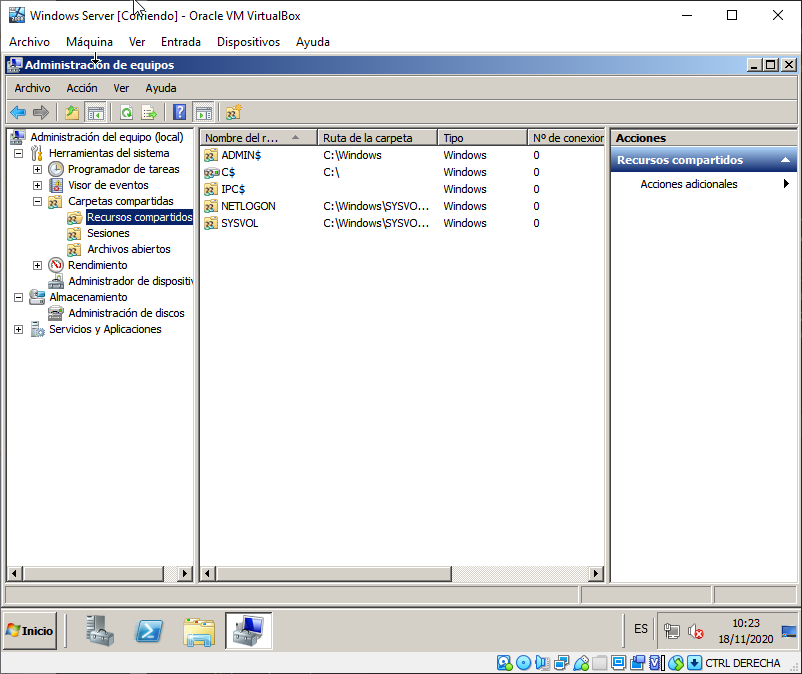 Windows Server [Corriendo] - Oracle VM VirtualBox
Archivo Máquina Ver Entrada Dispositivos Ayuda
Administración de equipos
Archivo Acción Ver Ayuda
Administración del equipo (local)
Herramientas del sistema
Programador de tareas
Visor de eventos
Carpetas compartidas
Recursos compartidos
Sesiones
Archivos abiertos
Rendimiento
Administrador de dispositiv
Almacenamiento
Administración de discos
Servicios y Aplicaciones
Nombre del r... Ruta de la carpeta Tipo Nº de conexion
ADMIN$ C:\Windows Windows 0
C$ C:\ Windows 0
IPC$ Windows 0
NETLOGON C:\Windows\SYSVO... Windows 0
SYSVOL C:\Windows\SYSVO... Windows 0
Acciones
Recursos compartidos
Acciones adicionales
Inicio
ES
10:23
18/11/2020
CTRL DERECHA